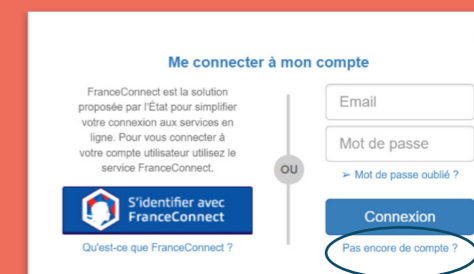 Me connecter à mon compte
FranceConnect est la solution
proposée par l'État pour simplifier
votre connexion aux services en
ligne. Pour vous connecter à
votre compte utilisateur utilisez le
service FranceConnect.
S'identifier avec
FranceConnect
Qu'est-ce que FranceConnect ?
OU
Email
Mot de passe
➢ Mot de passe oublié ?
Connexion
Pas encore de compte ?